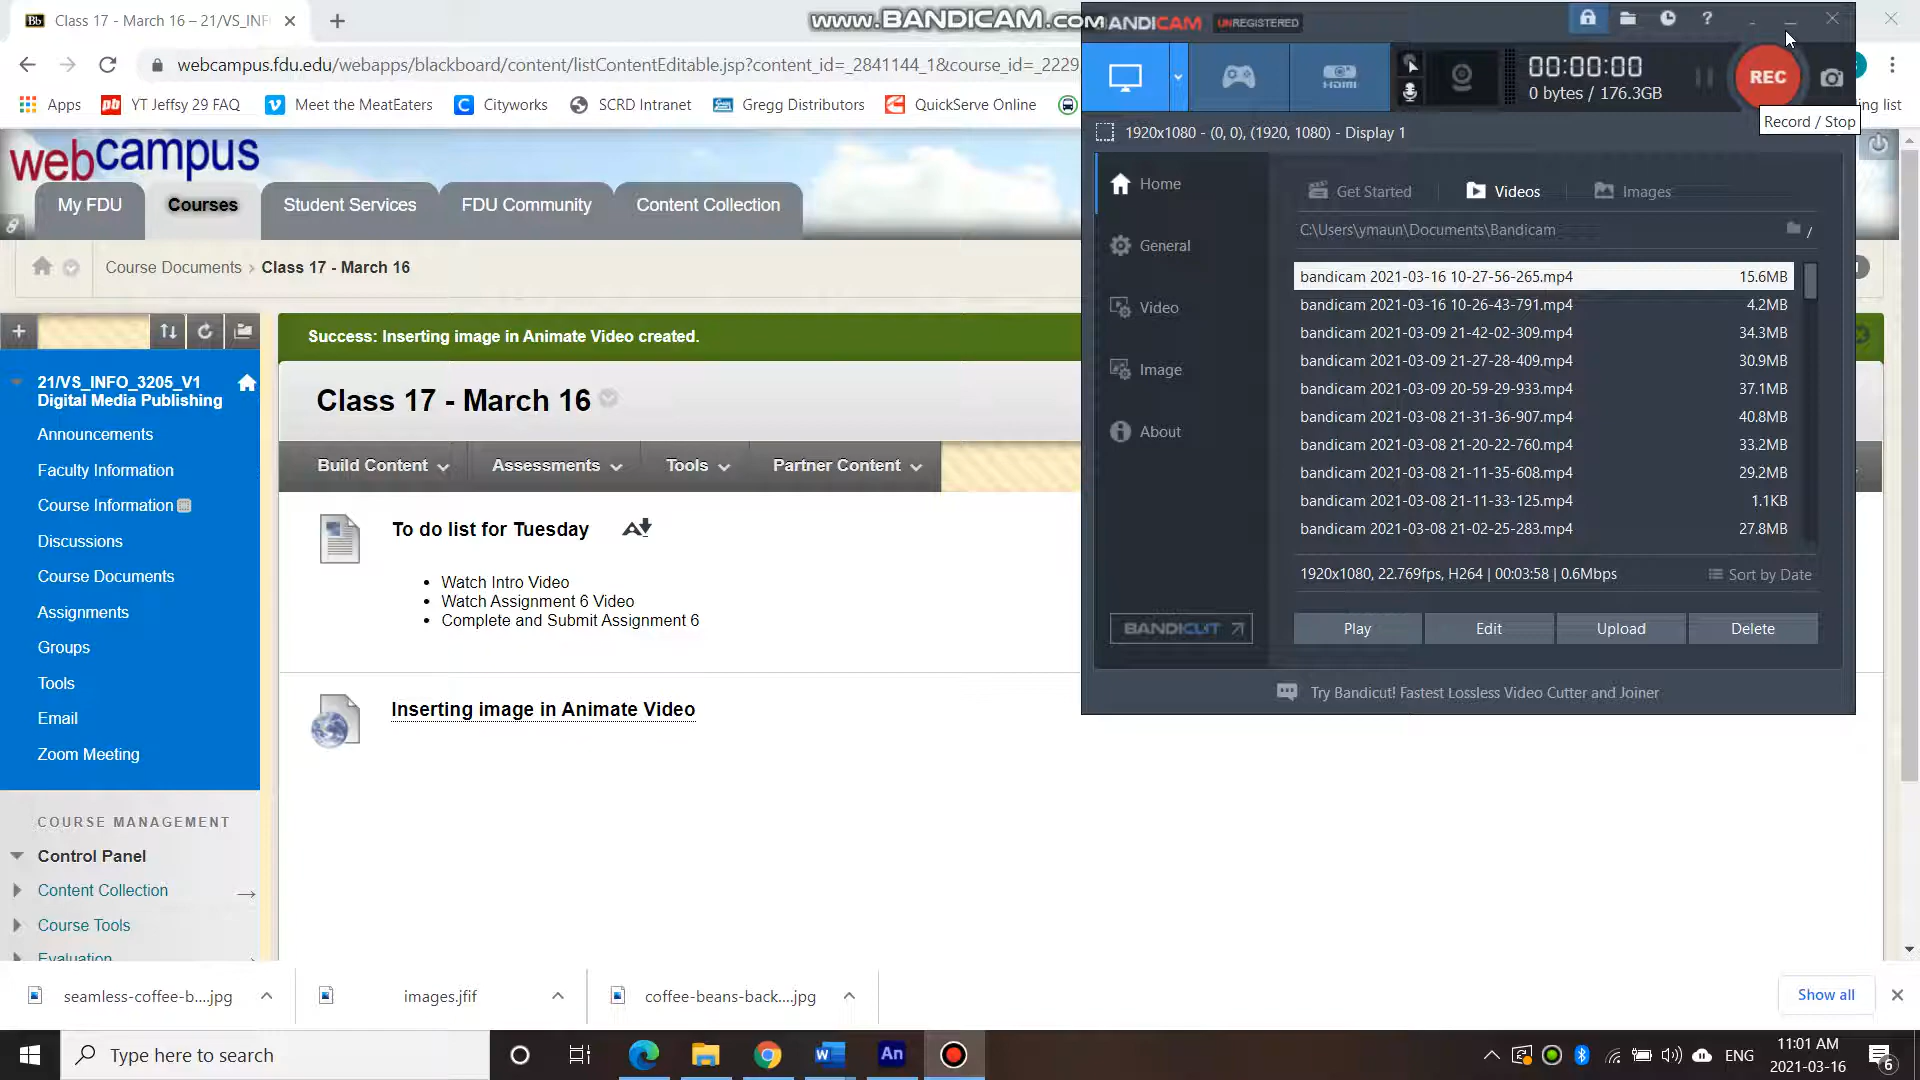 Class 17 - March 16 – 21/VS_INF
www.BANDICAM.com
BANDICAM UNREGISTERED
webcampus.fdu.edu/webapps/blackboard/content/listContentEditable.jsp?content_id=_2841144_1&course_id=_2229
Apps
YT Jeffsy 29 FAQ
Meet the MeatEaters
Cityworks
SCRD Intranet
Gregg Distributors
QuickServe Online
ing list
HDMI
00:00:00
0 bytes / 176.3GB
REC
Record / Stop
1920x1080 - (0, 0), (1920, 1080) - Display 1
webcampus
My FDU
Courses
Student Services
FDU Community
Content Collection
Home
General
Video
Image
About
Get Started
Videos
Images
C:\Users\ymaun\Documents\Bandicam
bandicam 2021-03-16 10-27-56-265.mp4 15.6MB
bandicam 2021-03-16 10-26-43-791.mp4 4.2MB
bandicam 2021-03-09 21-42-02-309.mp4 34.3MB
bandicam 2021-03-09 21-27-28-409.mp4 30.9MB
bandicam 2021-03-09 20-59-29-933.mp4 37.1MB
bandicam 2021-03-08 21-31-36-907.mp4 40.8MB
bandicam 2021-03-08 21-20-22-760.mp4 33.2MB
bandicam 2021-03-08 21-11-35-608.mp4 29.2MB
bandicam 2021-03-08 21-11-33-125.mp4 1.1KB
bandicam 2021-03-08 21-02-25-283.mp4 27.8MB
1920x1080, 22.769fps, H264 | 00:03:58 | 0.6Mbps
Sort by Date
BANDICUT
Play
Edit
Upload
Delete
Try Bandicut! Fastest Lossless Video Cutter and Joiner
Course Documents
Class 17 - March 16
Success: Inserting image in Animate Video created.
Class 17 - March 16
Build Content
Assessments
Tools
Partner Content
To do list for Tuesday
Watch Intro Video
Watch Assignment 6 Video
Complete and Submit Assignment 6
Inserting image in Animate Video
21/VS_INFO_3205_V1
Digital Media Publishing
Announcements
Faculty Information
Course Information
Discussions
Course Documents
Assignments
Groups
Tools
Email
Zoom Meeting
COURSE MANAGEMENT
Control Panel
Content Collection
Course Tools
Evaluation
seamless-coffee-b....jpg
images.jfif
coffee-beans-back....jpg
Show all
Type here to search
An
ENG
11:01 AM
2021-03-16
6